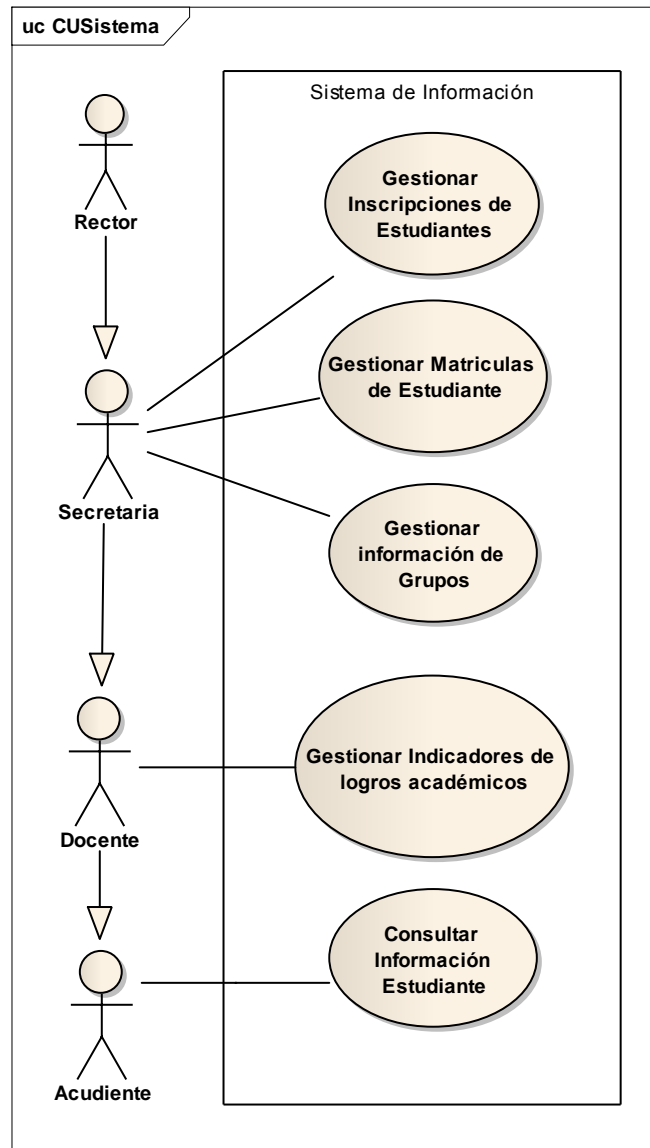 uc CUSistema
Sistema de Información
Rector
Gestionar
Inscripciones de
Estudiantes
Gestionar Matriculas
de Estudiante
Secretaria
Gestionar
información de
Grupos
Docente
Gestionar Indicadores de
logros académicos
Acudiente
Consultar
Información
Estudiante